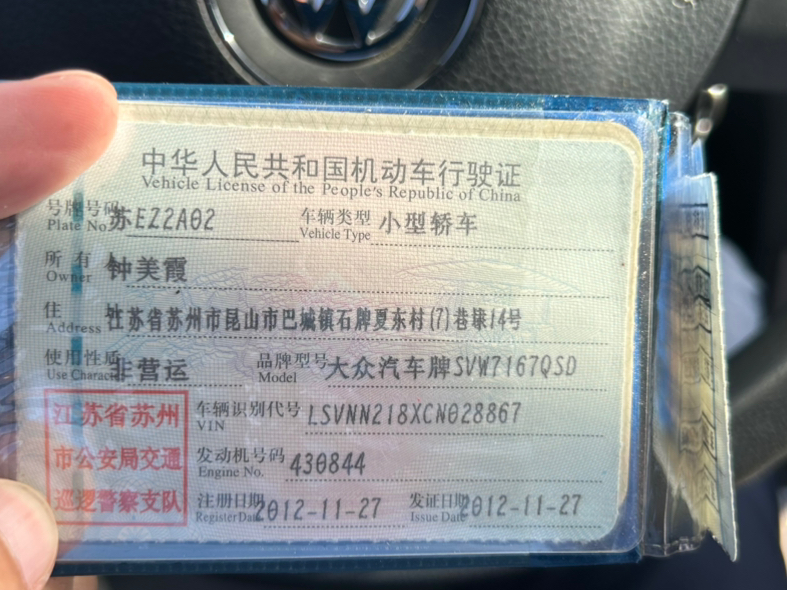 中华人民共和国机动车行驶证
Vehicle License of the People's Republic of China
号牌号码 苏EZ2A02 车辆类型 小型轿车
Plate No. Vehicle Type
所有人 钟美霞
Owner
住 江苏省苏州市昆山市巴城镇石牌夏东村(7)巷埭14号
Address
使用性质 非营运 品牌型号 大众汽车牌SVW7167QSD
Use Character Model
江苏省苏州
市公安局交通
巡逻警察支队
车辆识别代号 LSVNN218XCN028867
VIN
发动机号码 430844
Engine No.
注册日期 2012-11-27 发证日期 2012-11-27
Register Date Issue Date